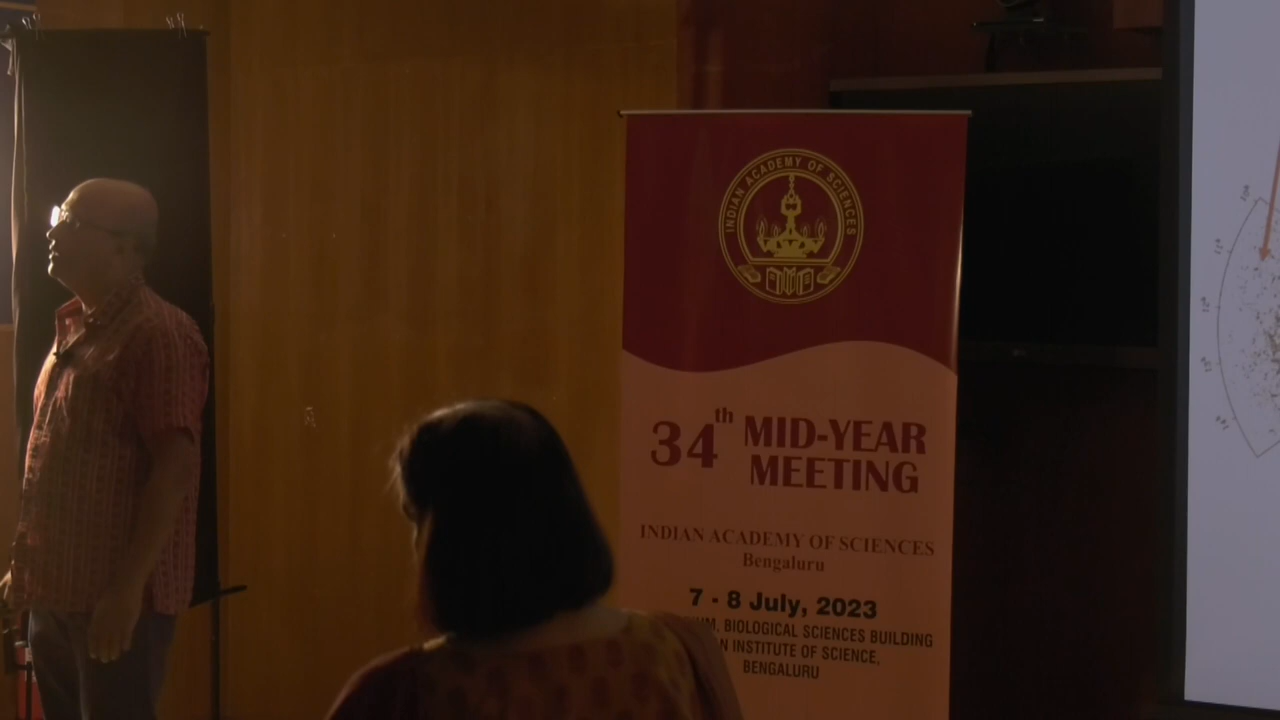 INDIAN ACADEMY OF SCIENCES
34th MID-YEAR
MEETING
INDIAN ACADEMY OF SCIENCES
Bengaluru
7 - 8 July, 2023
BIOLOGICAL SCIENCES BUILDING
INSTITUTE OF SCIENCE,
BENGALURU